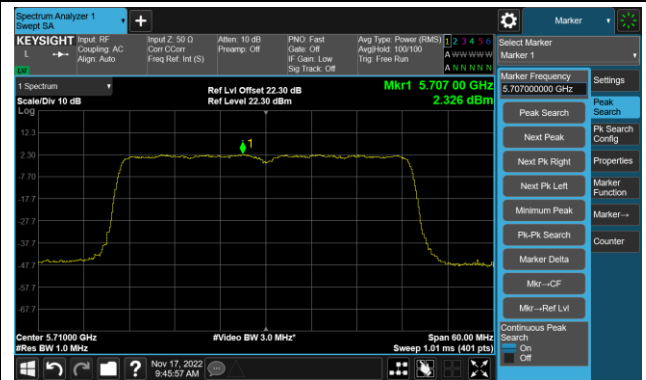 Spectrum Analyzer 1
Swept SA
+
Marker
KEYSIGHT
L
LXI
Input: RF
Coupling: AC
Align: Auto
Input Z: 50 Ω
Corr CCorr
Freq Ref: Int (S)
Atten: 10 dB
Preamp: Off
PNO: Fast
Gate: Off
IF Gain: Low
Sig Track: Off
Avg Type: Power (RMS)
Avg|Hold: 100/100
Trig: Free Run
1 2 3 4 5 6
A W W W W W
A N N N N N
Select Marker
Marker 1
1 Spectrum
Scale/Div 10 dB
Ref Lvl Offset 22.30 dB
Ref Level 22.30 dBm
Mkr1 5.707 00 GHz
2.326 dBm
Log
12.3
2.30
-7.70
-17.7
-27.7
-37.7
-47.7
-57.7
-67.7
1
Center 5.71000 GHz
#Res BW 1.0 MHz
#Video BW 3.0 MHz*
Span 60.00 MHz
Sweep 1.01 ms (401 pts)
Marker Frequency
5.707000000 GHz
Peak Search
Next Peak
Next Pk Right
Next Pk Left
Minimum Peak
Pk-Pk Search
Marker Delta
Mkr→CF
Mkr→Ref Lvl
Continuous Peak
Search
On
Off
Settings
Peak
Search
Pk Search
Config
Properties
Marker
Function
Marker→
Counter
?
Nov 17, 2022
9:45:57 AM